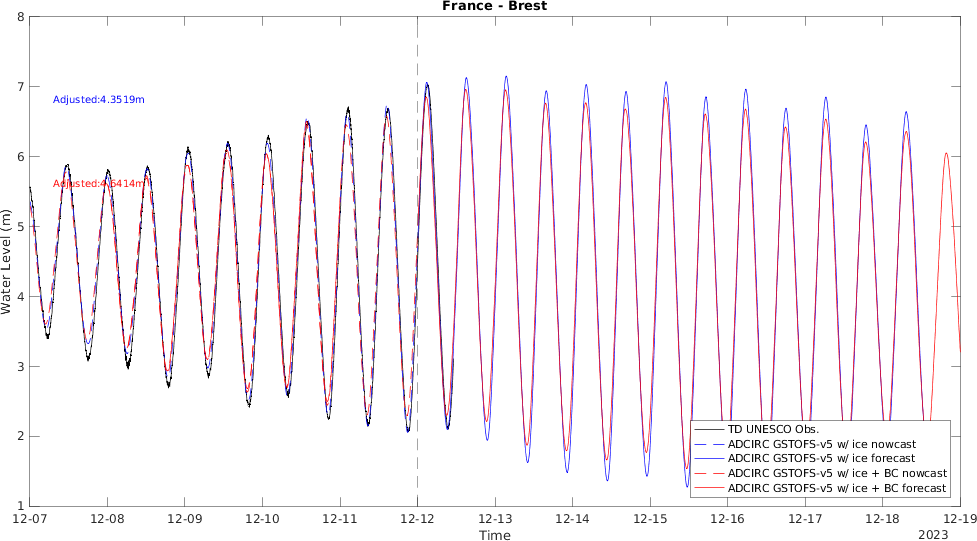 France - Brest
8
7
6
5
4
3
2
1
Water Level (m)
Adjusted:4.3519m
Adjusted:4.6414m
TD UNESCO Obs.
ADCIRC GSTOFS-v5 w/ ice nowcast
ADCIRC GSTOFS-v5 w/ ice forecast
ADCIRC GSTOFS-v5 w/ ice + BC nowcast
ADCIRC GSTOFS-v5 w/ ice + BC forecast
12-07 12-08 12-09 12-10 12-11 12-12 12-13 12-14 12-15 12-16 12-17 12-18 12-19
Time
2023